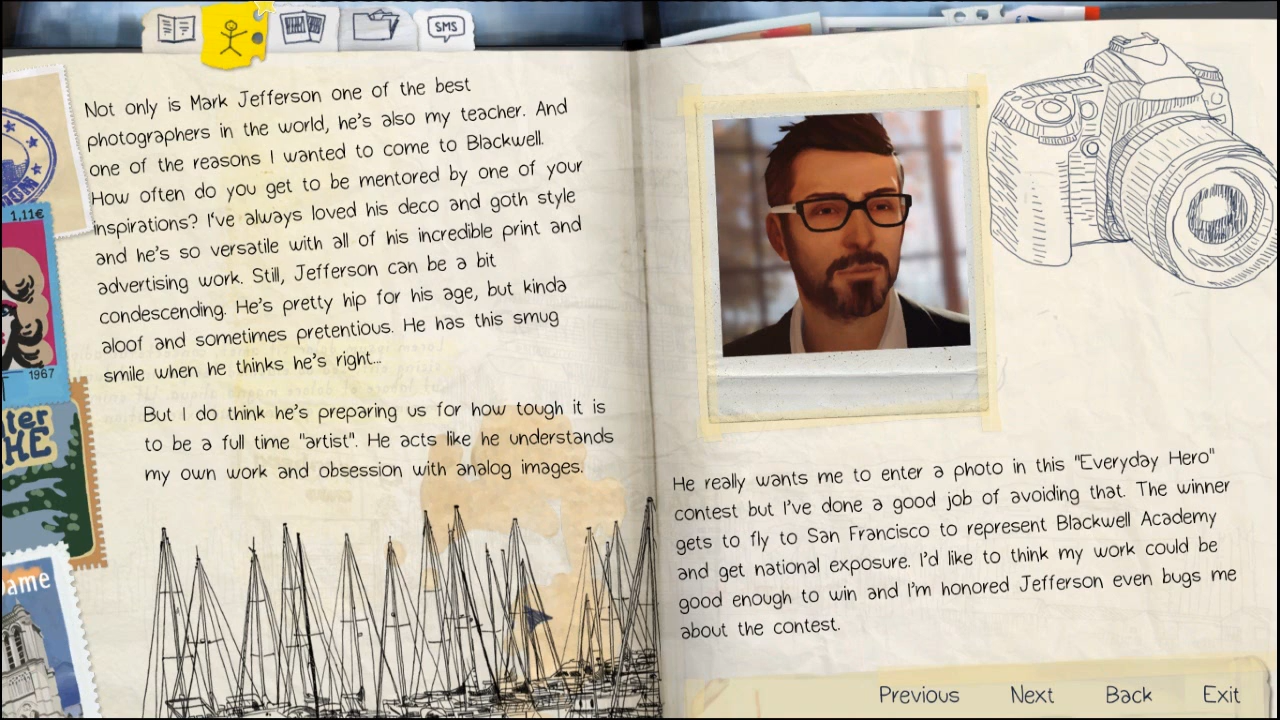 SMS
Not only is Mark Jefferson one of the best
photographers in the world, he's also my teacher. And
one of the reasons I wanted to come to Blackwell.
How often do you get to be mentored by one of your
inspirations? I've always loved his deco and goth style
and he's so versatile with all of his incredible print and
advertising work. Still, Jefferson can be a bit
condescending. He's pretty hip for his age, but kinda
aloof and sometimes pretentious. He has this smug
smile when he thinks he's right...
But I do think he's preparing us for how tough it is
to be a full time "artist". He acts like he understands
my own work and obsession with analog images.
1,11€
1967
He really wants me to enter a photo in this "Everyday Hero"
contest but I've done a good job of avoiding that. The winner
gets to fly to San Francisco to represent Blackwell Academy
and get national exposure. I'd like to think my work could be
good enough to win and I'm honored Jefferson even bugs me
about the contest.
Previous Next Back Exit